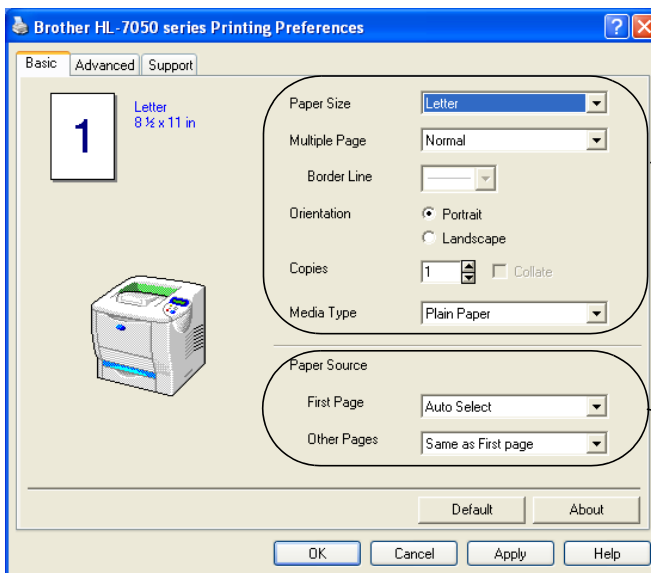 Brother HL-7050 series Printing Preferences
Basic Advanced Support
1
Letter
8 ½ x 11 in
Paper Size Letter
Multiple Page Normal
Border Line
Orientation Portrait
Landscape
Copies 1 Collate
Media Type Plain Paper
Paper Source
First Page Auto Select
Other Pages Same as First page
Default About
OK Cancel Apply Help